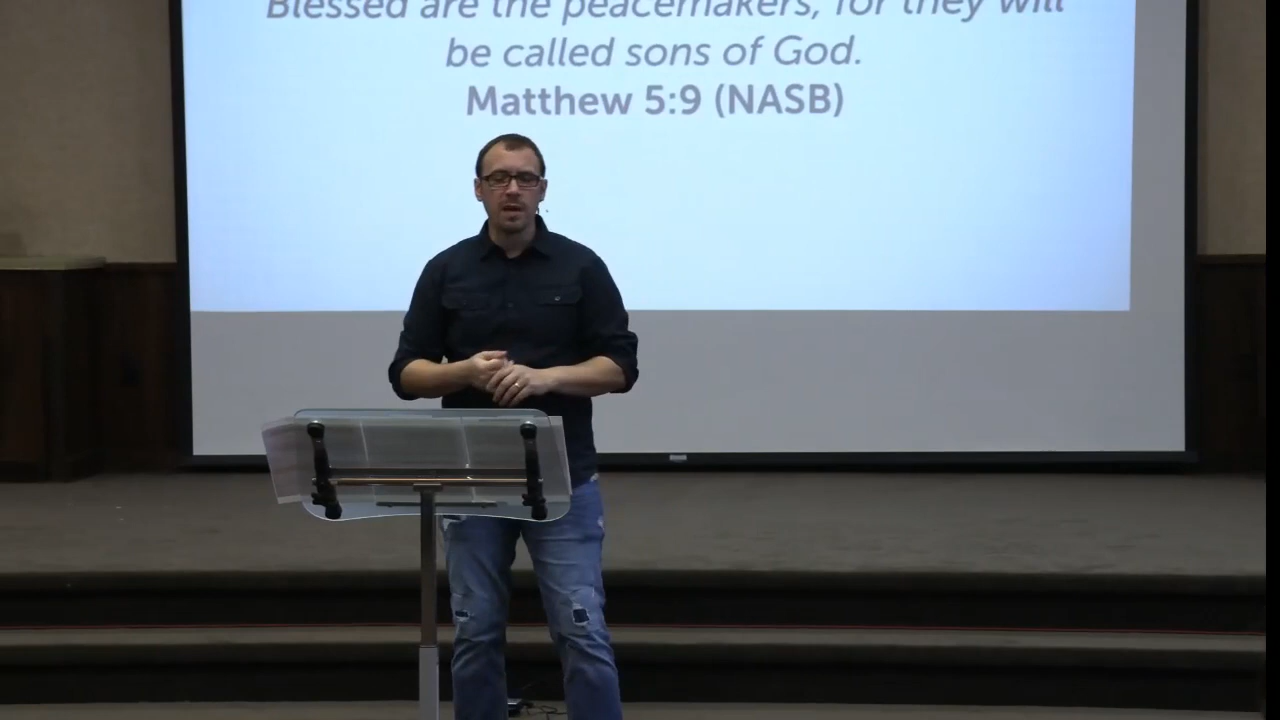 Blessed are the peacemakers, for they will
be called sons of God.
Matthew 5:9 (NASB)